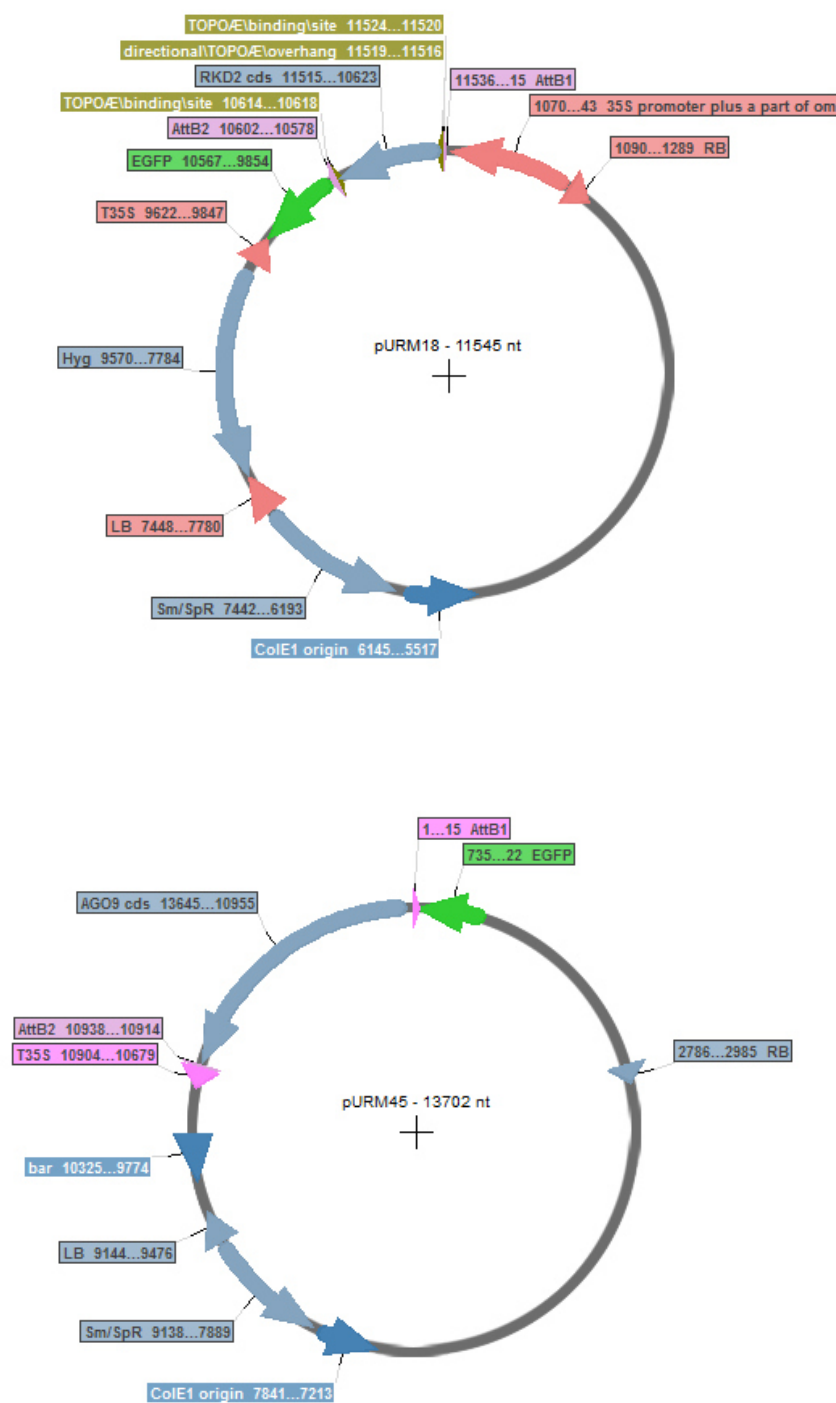 TOPOÆ\binding\site 11524...11520
directional\TOPOÆ\overhang 11519...11516
RKD2 cds 11515...10623
11536...15 AttB1
TOPOÆ\binding\site 10614...10618
1070...43 35S promoter plus a part of om
AttB2 10602...10578
1090...1289 RB
EGFP 10567...9854
T35S 9622...9847
pURM18 - 11545 nt
Hyg 9570...7784
LB 7448...7780
Sm/SpR 7442...6193
ColE1 origin 6145...5517
1...15 AttB1
735...22 EGFP
AGO9 cds 13645...10955
AttB2 10938...10914
T35S 10904...10679
2786...2985 RB
pURM45 - 13702 nt
bar 10325...9774
LB 9144...9476
Sm/SpR 9138...7889
ColE1 origin 7841...7213